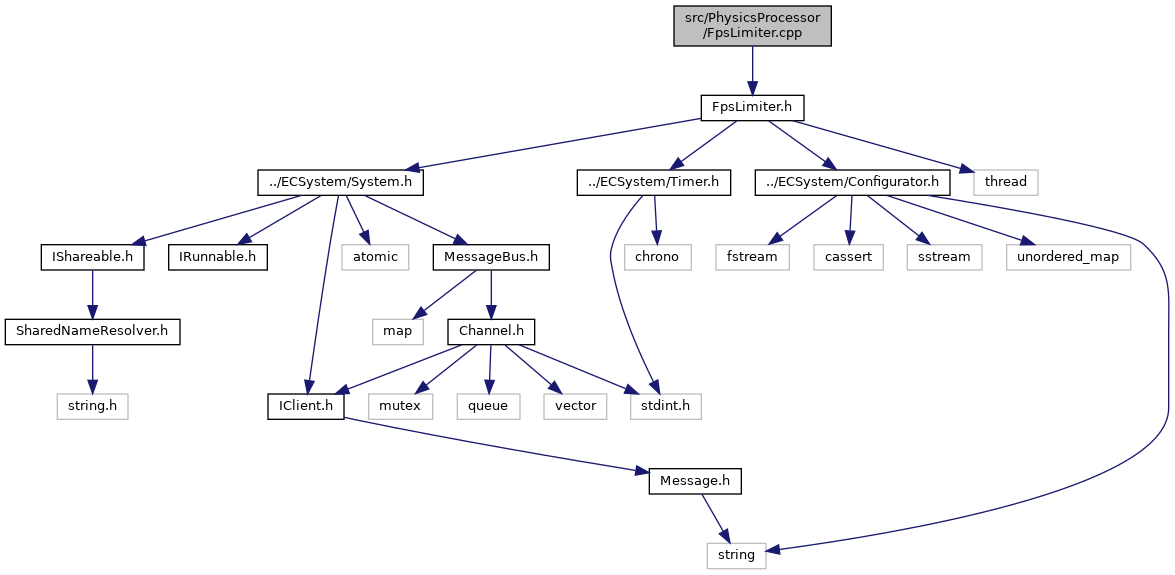 src/PhysicsProcessor
/FpsLimiter.cpp
FpsLimiter.h
../ECSystem/System.h
../ECSystem/Timer.h
../ECSystem/Configurator.h
thread
IShareable.h
IRunnable.h
atomic
MessageBus.h
chrono
fstream
cassert
sstream
unordered_map
SharedNameResolver.h
map
Channel.h
string.h
IClient.h
mutex
queue
vector
stdint.h
Message.h
string